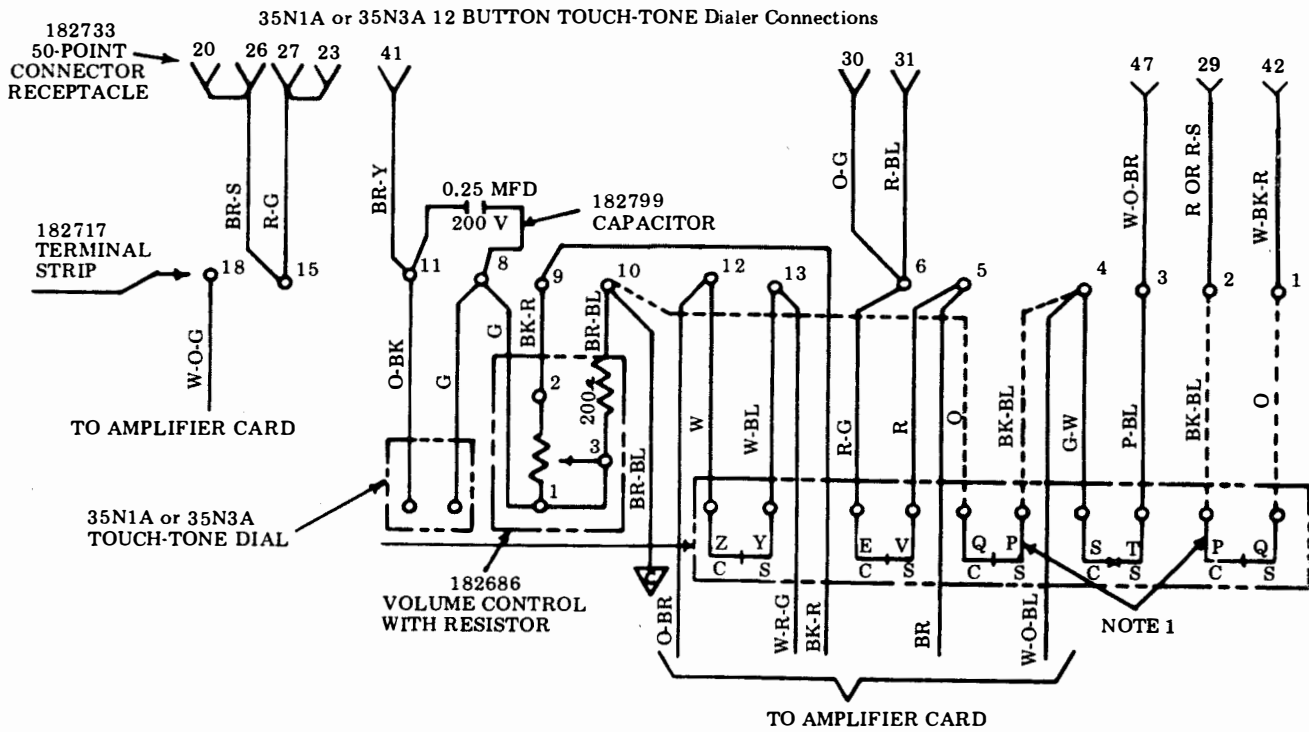 35N1A or 35N3A 12 BUTTON TOUCH-TONE Dialer Connections
182733
50-POINT
CONNECTOR
RECEPTACLE
20 26 27 23 41 30 31 47 29 42
BR-S
R-G
BR-Y
O-G
R-BL
W-O-BR
R OR R-S
W-BK-R
0.25 MFD
200 V
182799
CAPACITOR
182717
TERMINAL
STRIP
18 15 11 8 9 10 12 13 6 5 4 3 2 1
W-O-G
O-BK
G
G
BK-R
BR-BL
2
200
3
1
BR-BL
W
W-BL
R-G
R
O
BK-BL
G-W
P-BL
BK-BL
O
TO AMPLIFIER CARD
35N1A or 35N3A
TOUCH-TONE DIAL
Z Y E V Q P S T P Q
C S C S C S C S C S
182686
VOLUME CONTROL
WITH RESISTOR
O-BR
W-R-G
BK-R
BR
W-O-BL
NOTE 1
TO AMPLIFIER CARD